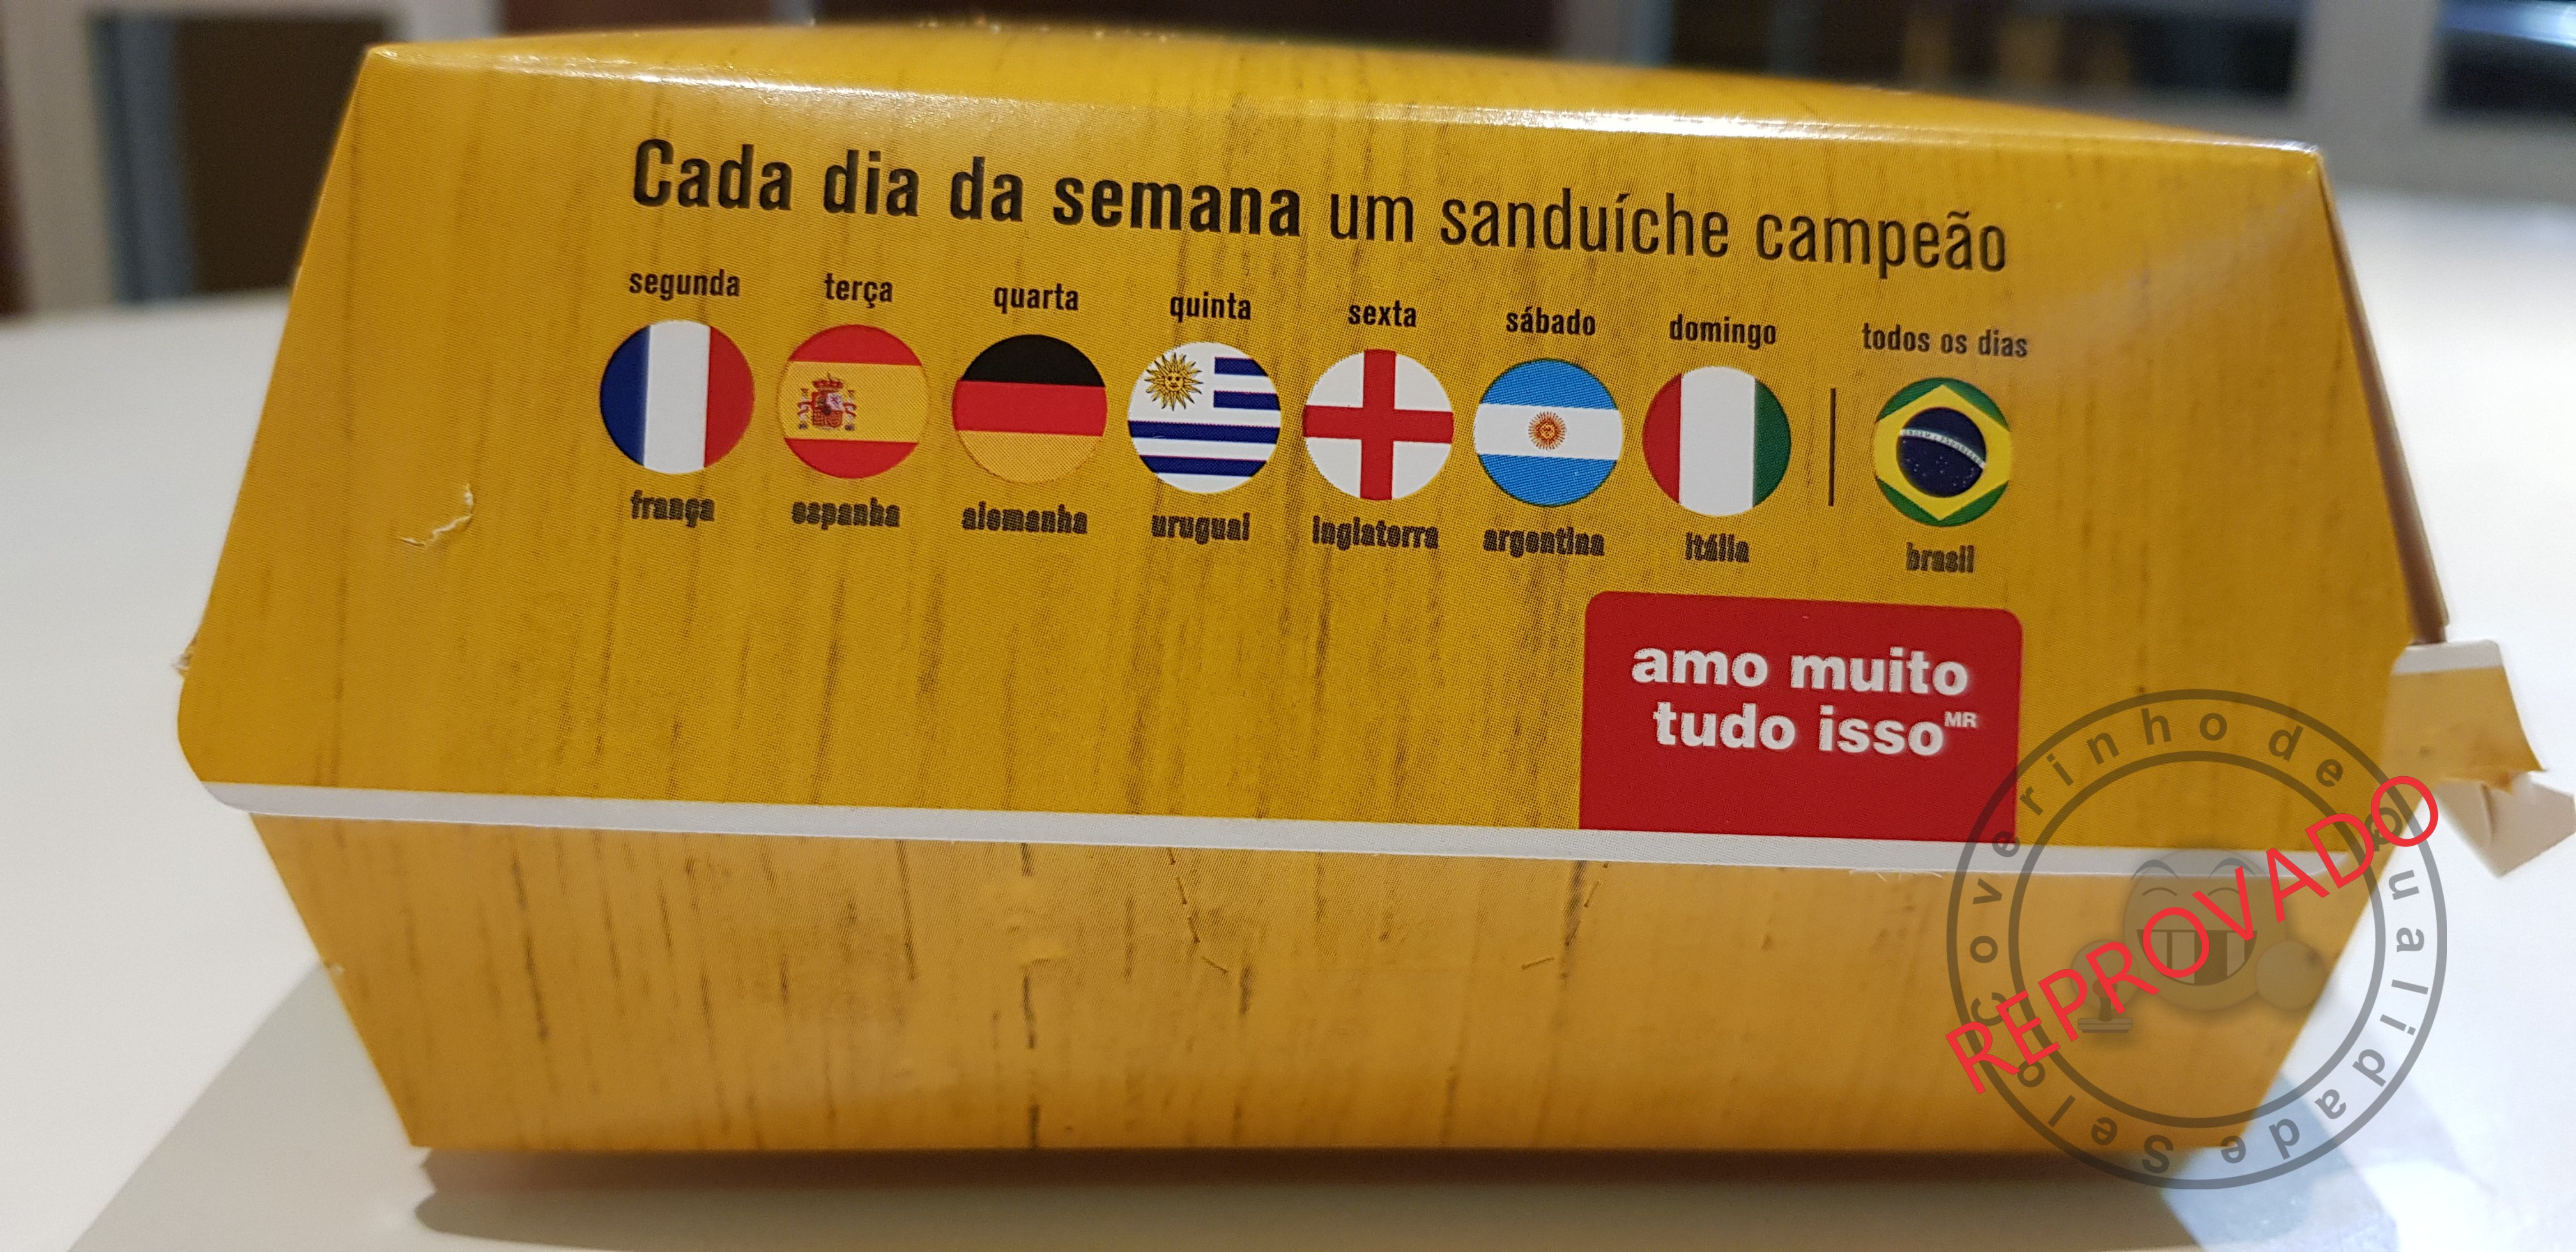 Cada dia da semana um sanduíche campeão
segunda terça quarta quinta sexta sábado domingo todos os dias
frança espanha alemanha uruguai inglaterra argentina itália brasil
amo muito
tudo isso MR
Selo Coverinho de Qualidade
REPROVADO